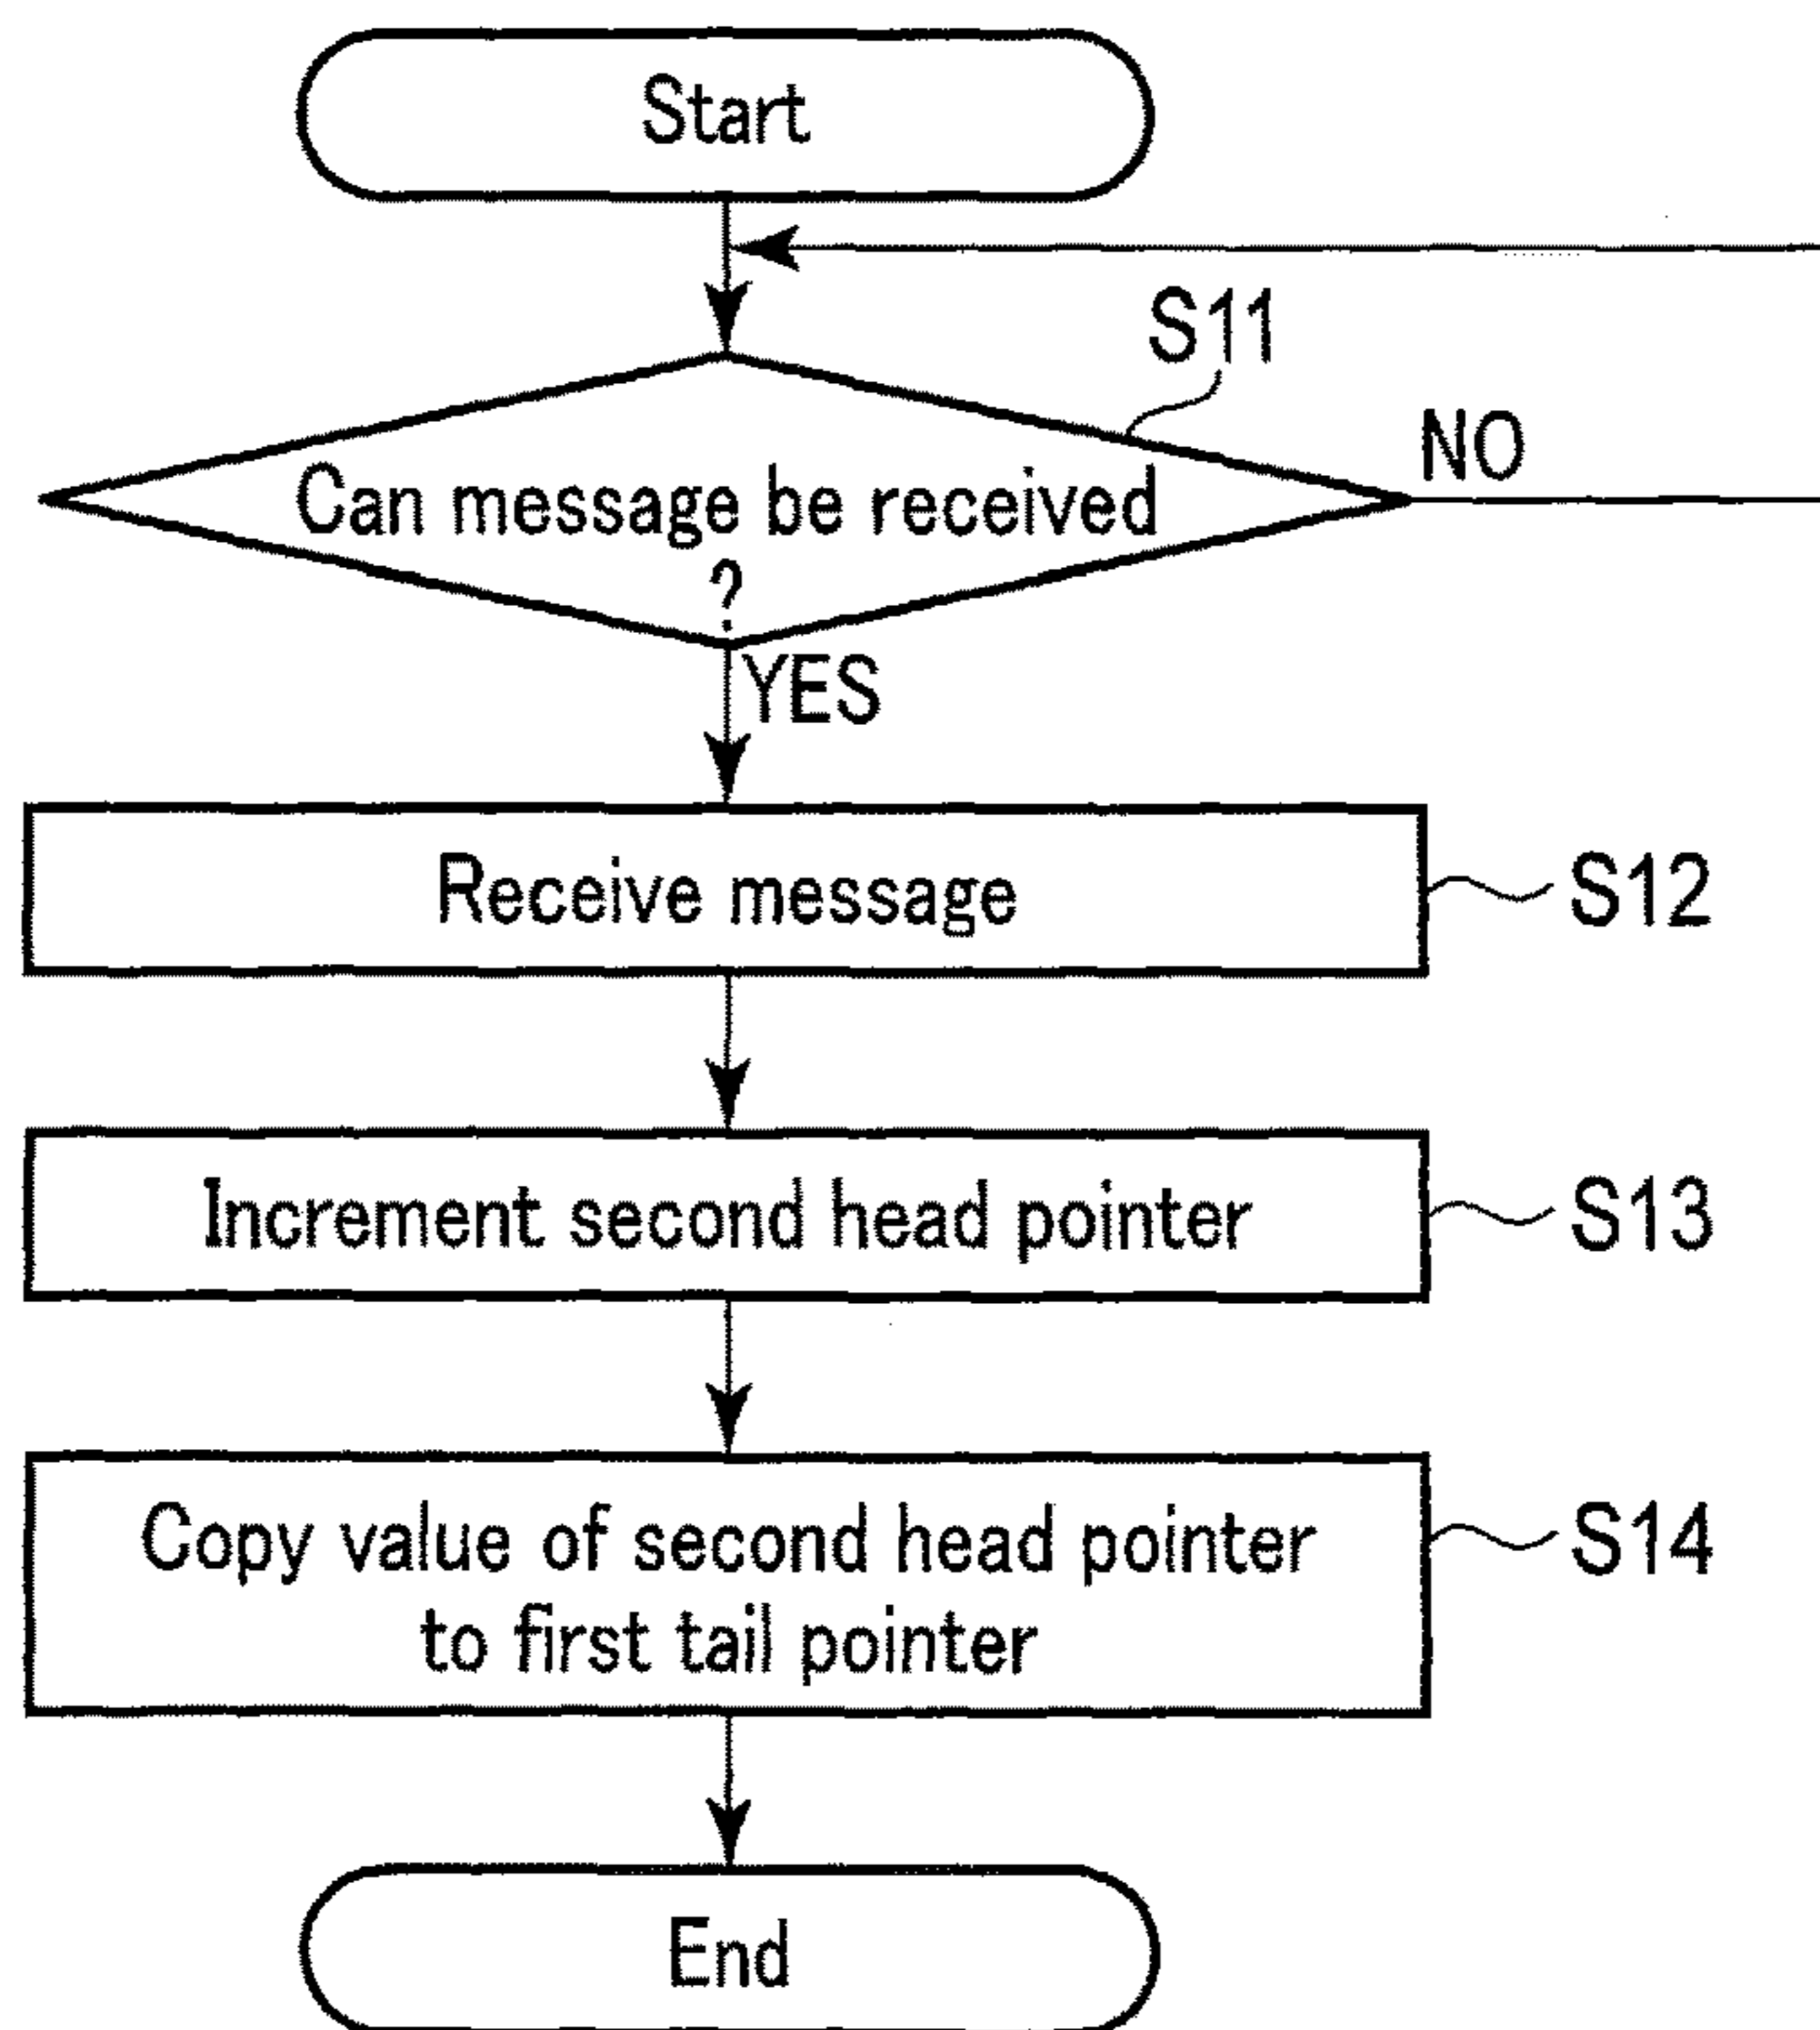 Start
S11
NO
Can message be received
?
YES
Receive message
S12
Increment second head pointer
S13
Copy value of second head pointer
to first tail pointer
S14
End